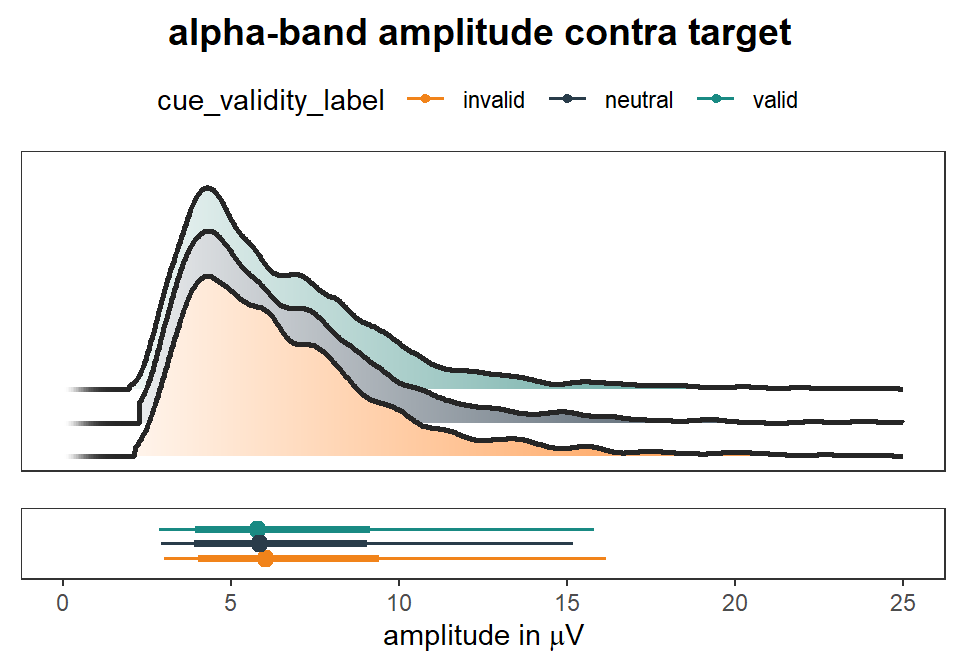 alpha-band amplitude contra target
cue_validity_label invalid neutral valid
0 5 10 15 20 25
amplitude in μV